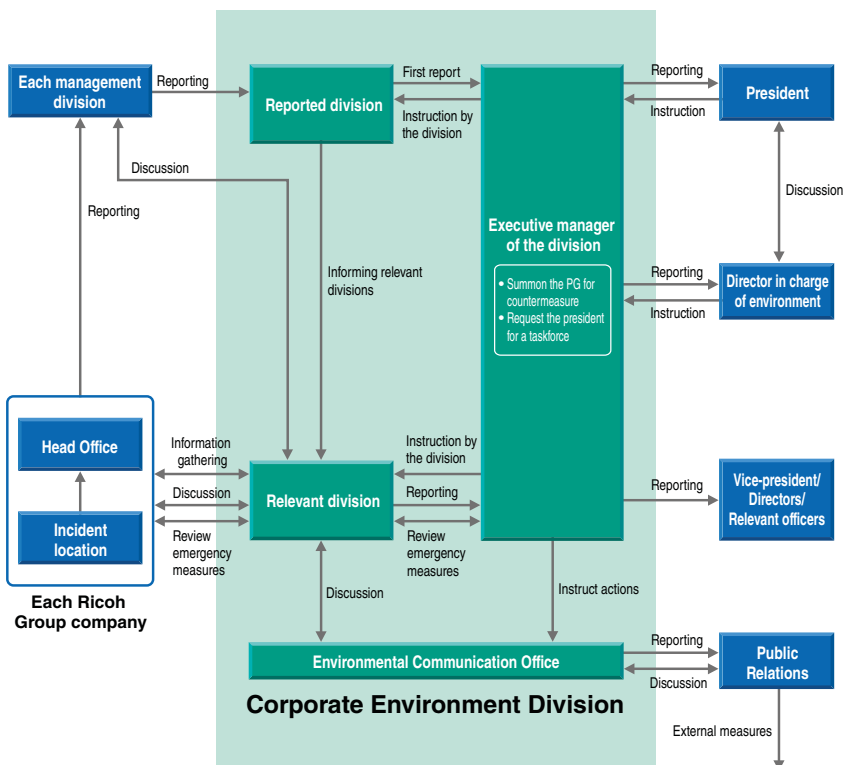 Each management
division
Reporting
Reported division
First report
Instruction by
the division
Reporting
Instruction
President
Discussion
Reporting
Discussion
Informing relevant
divisions
Executive manager
of the division
• Summon the PG for
countermeasure
• Request the president
for a taskforce
Reporting
Instruction
Director in charge
of environment
Head Office
Incident
location
Each Ricoh
Group company
Information
gathering
Discussion
Review
emergency
measures
Relevant division
Instruction by
the division
Reporting
Review
emergency
measures
Reporting
Vice-president/
Directors/
Relevant officers
Discussion
Instruct actions
Environmental Communication Office
Reporting
Discussion
Public
Relations
Corporate Environment Division
External measures